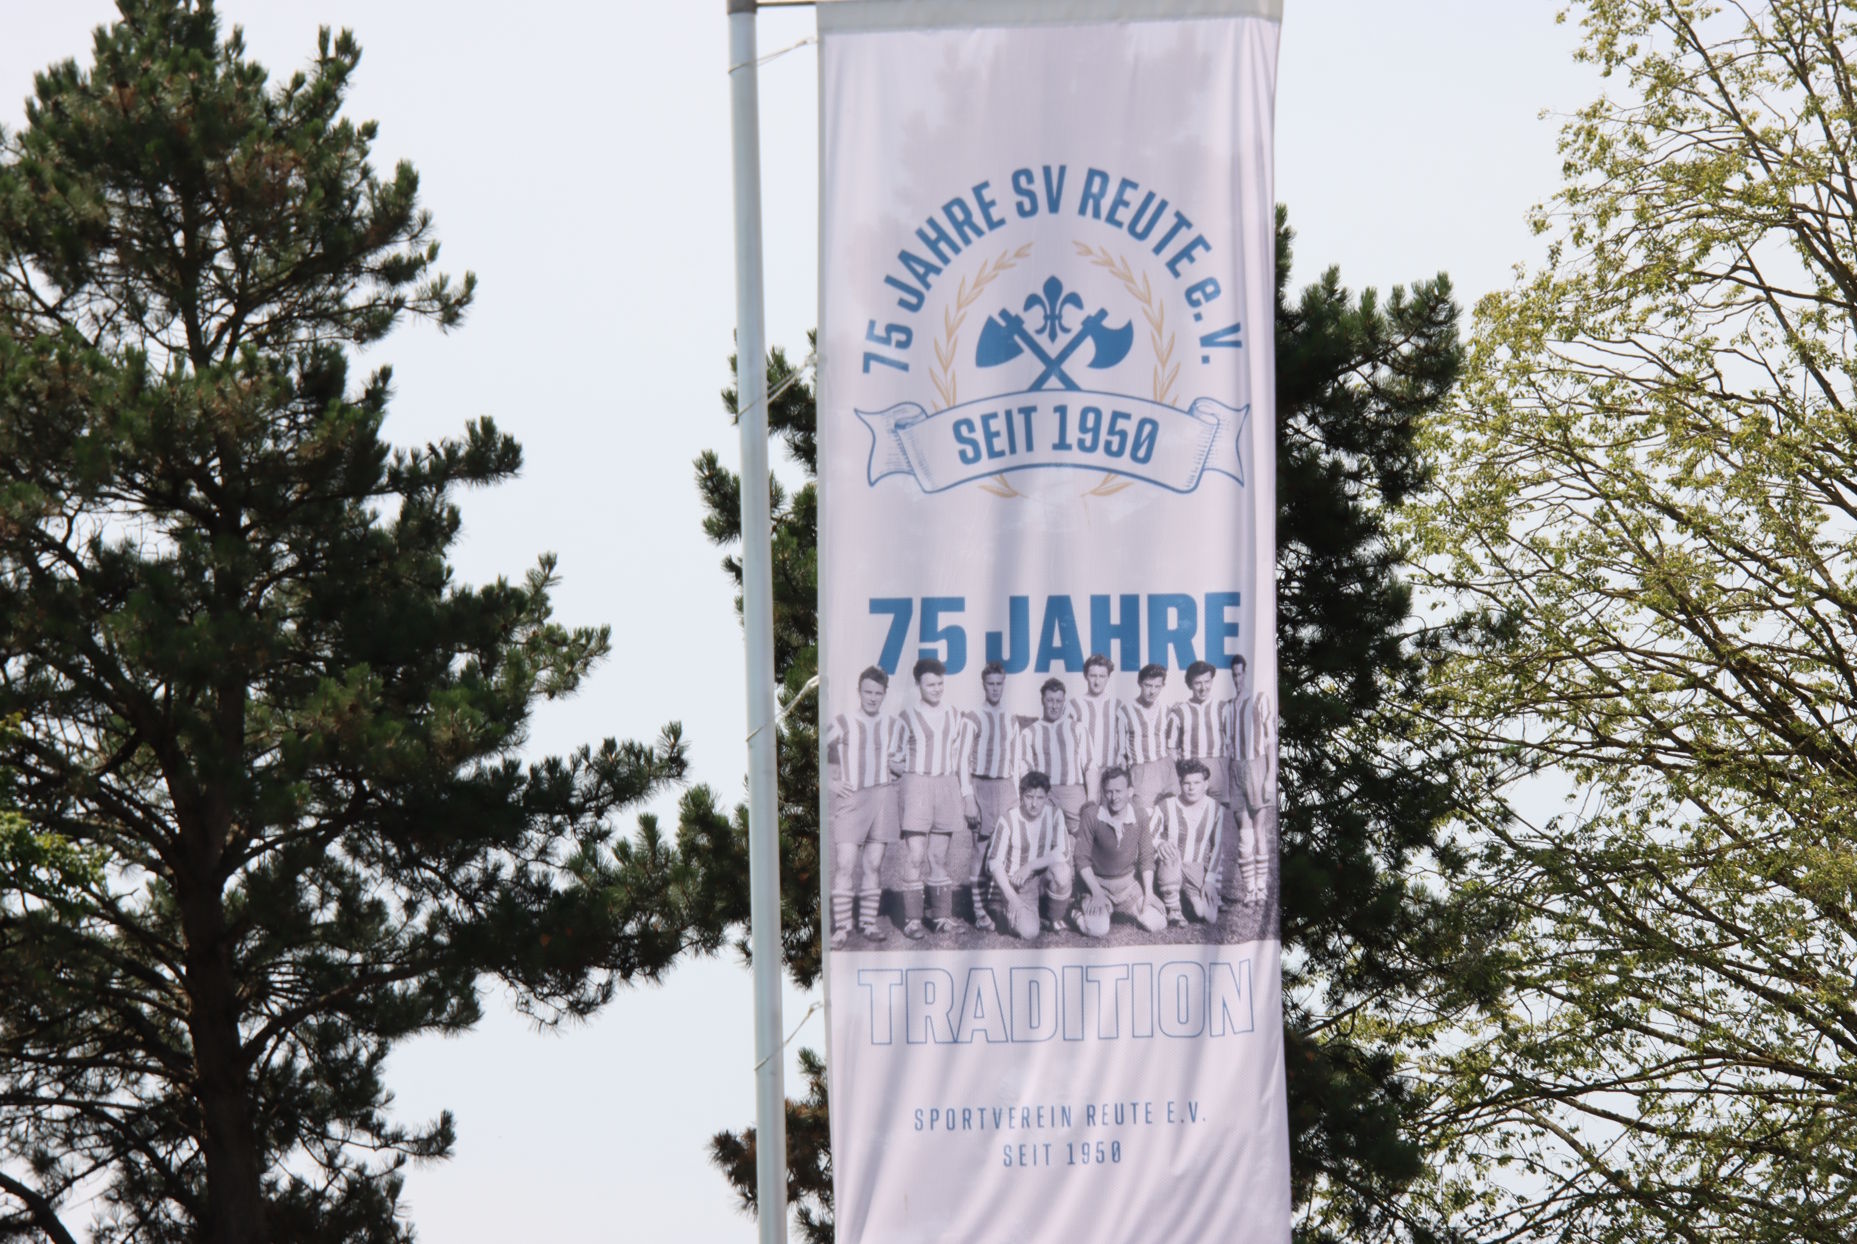 75 JAHRE SV REUTE e. V.
SEIT 1950
75 JAHRE
TRADITION
SPORTVEREIN REUTE E.V.
SEIT 1950